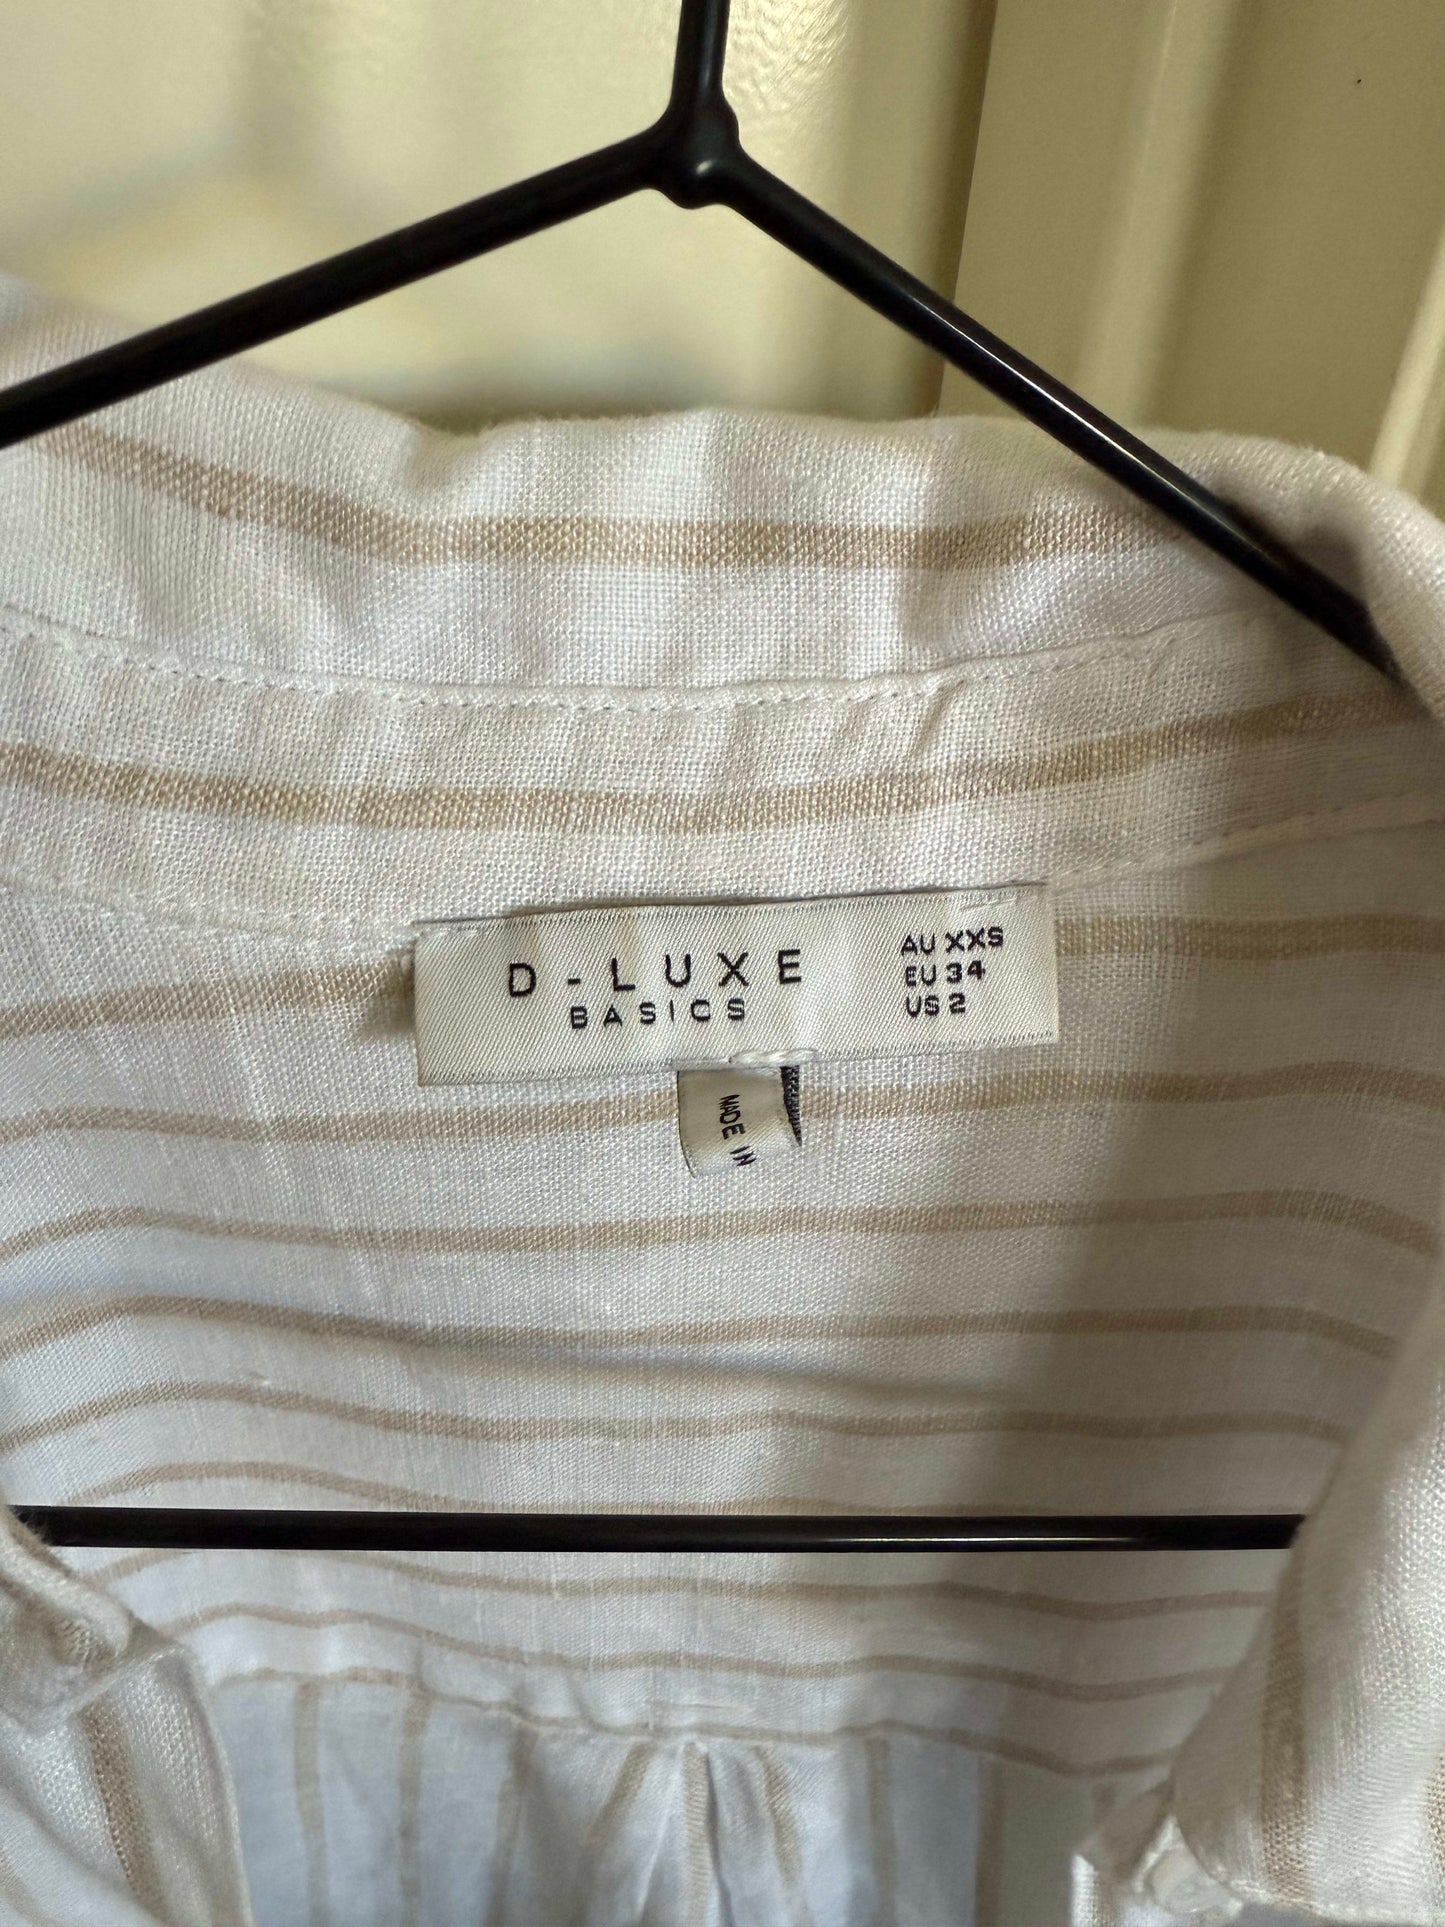 D-LUXE
BASICS
AU XXS
EU 34
US 2
MADE IN